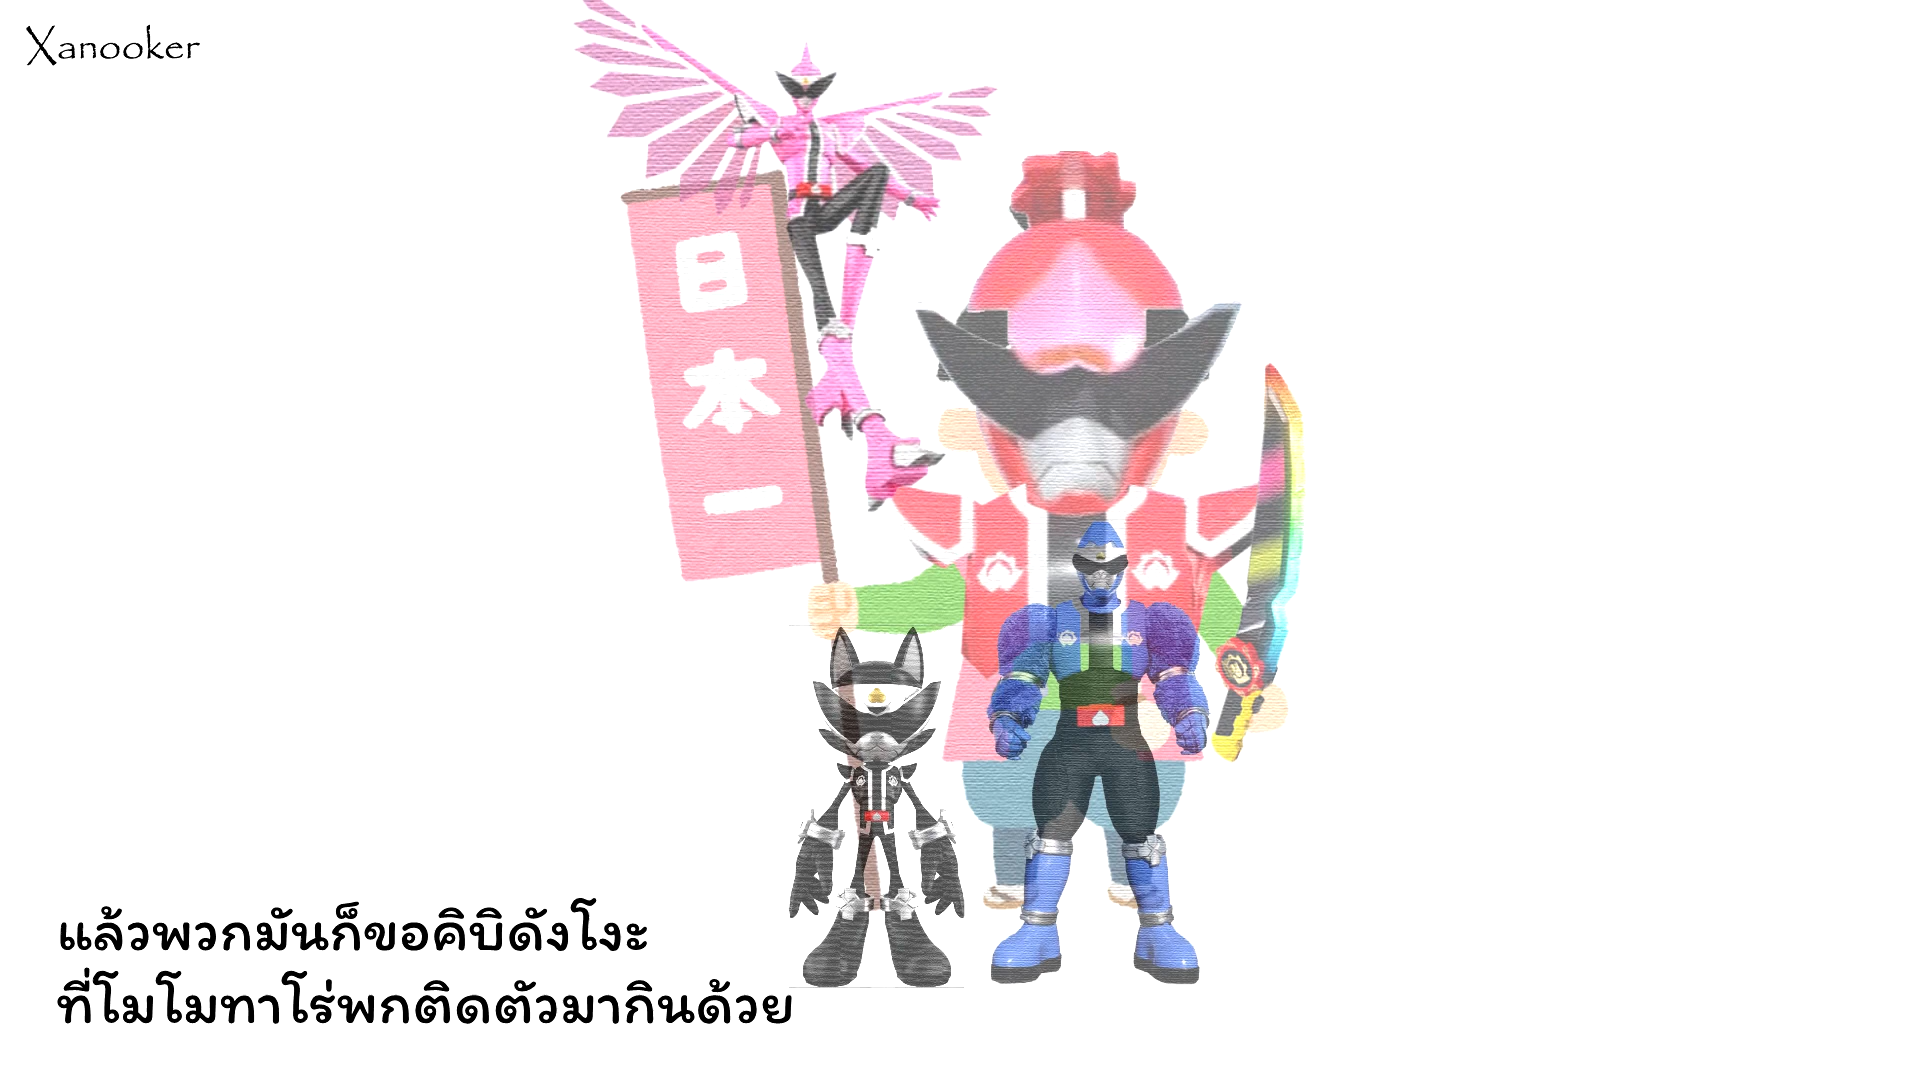 Xanooker
日
本
一
แล้วพวกมันก็ขอคิบิดังโงะ
ที่โมโมทาโร่พกติดตัวมากินด้วย